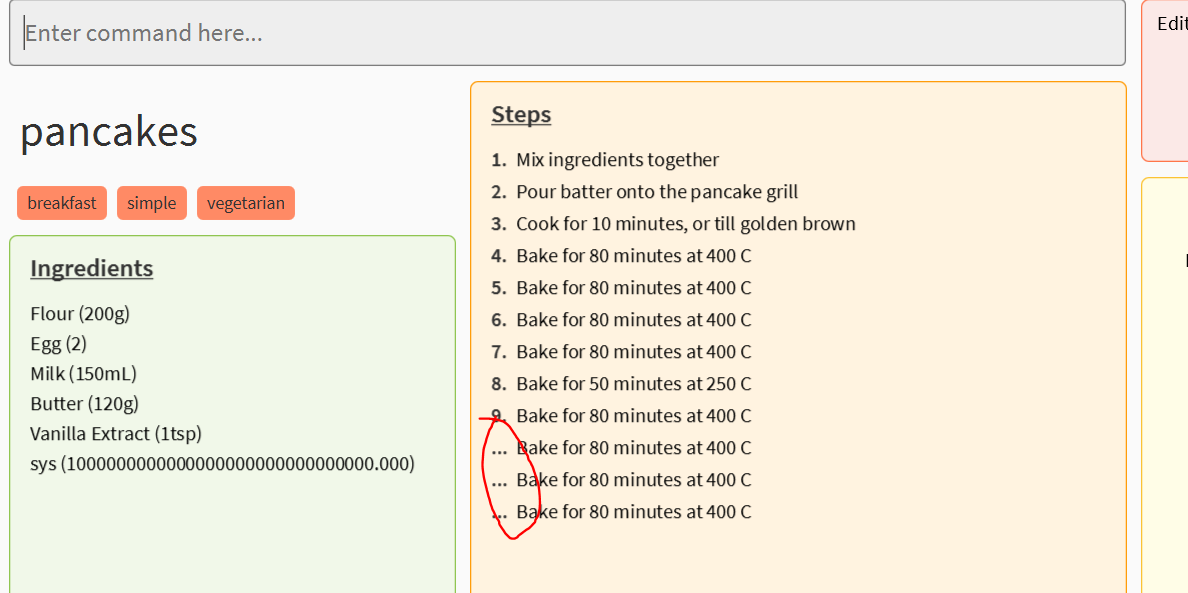 Enter command here...
Edit
pancakes
breakfast simple vegetarian
Ingredients
Flour (200g)
Egg (2)
Milk (150mL)
Butter (120g)
Vanilla Extract (1tsp)
sys (10000000000000000000000000000000.000)
Steps
1. Mix ingredients together
2. Pour batter onto the pancake grill
3. Cook for 10 minutes, or till golden brown
4. Bake for 80 minutes at 400 C
5. Bake for 80 minutes at 400 C
6. Bake for 80 minutes at 400 C
7. Bake for 80 minutes at 400 C
8. Bake for 50 minutes at 250 C
9. Bake for 80 minutes at 400 C
... Bake for 80 minutes at 400 C
... Bake for 80 minutes at 400 C
... Bake for 80 minutes at 400 C